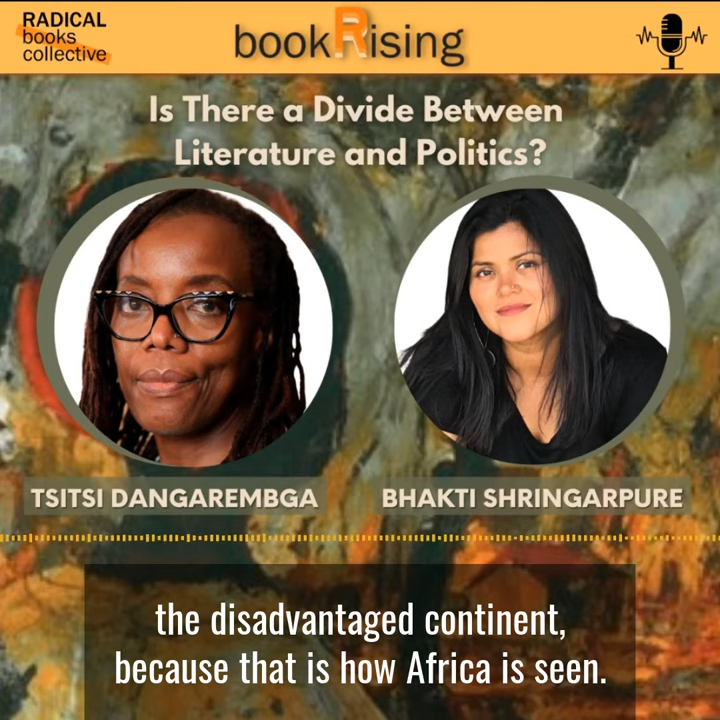 RADICAL
books
collective
bookRising
Is There a Divide Between
Literature and Politics?
TSITSI DANGAREMBGA
BHAKTI SHRINGARPURE
the disadvantaged continent,
because that is how Africa is seen.